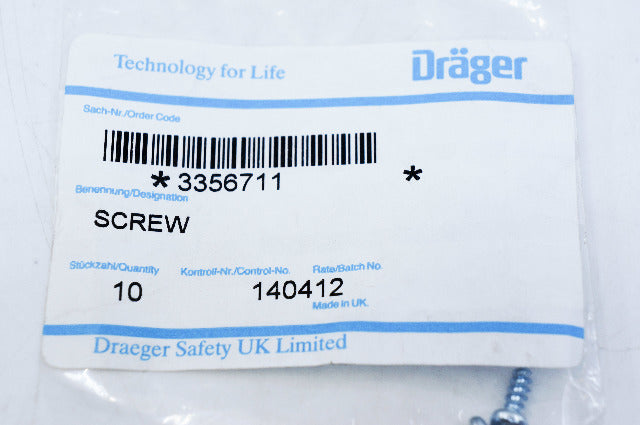 Technology for Life
Dräger
Sach-Nr./Order Code
*3356711 *
Benennung/Designation
SCREW
Stückzahl/Quantity Kontroll-Nr./Control-No. Rate/Batch No.
10 140412
Made in UK.
Draeger Safety UK Limited